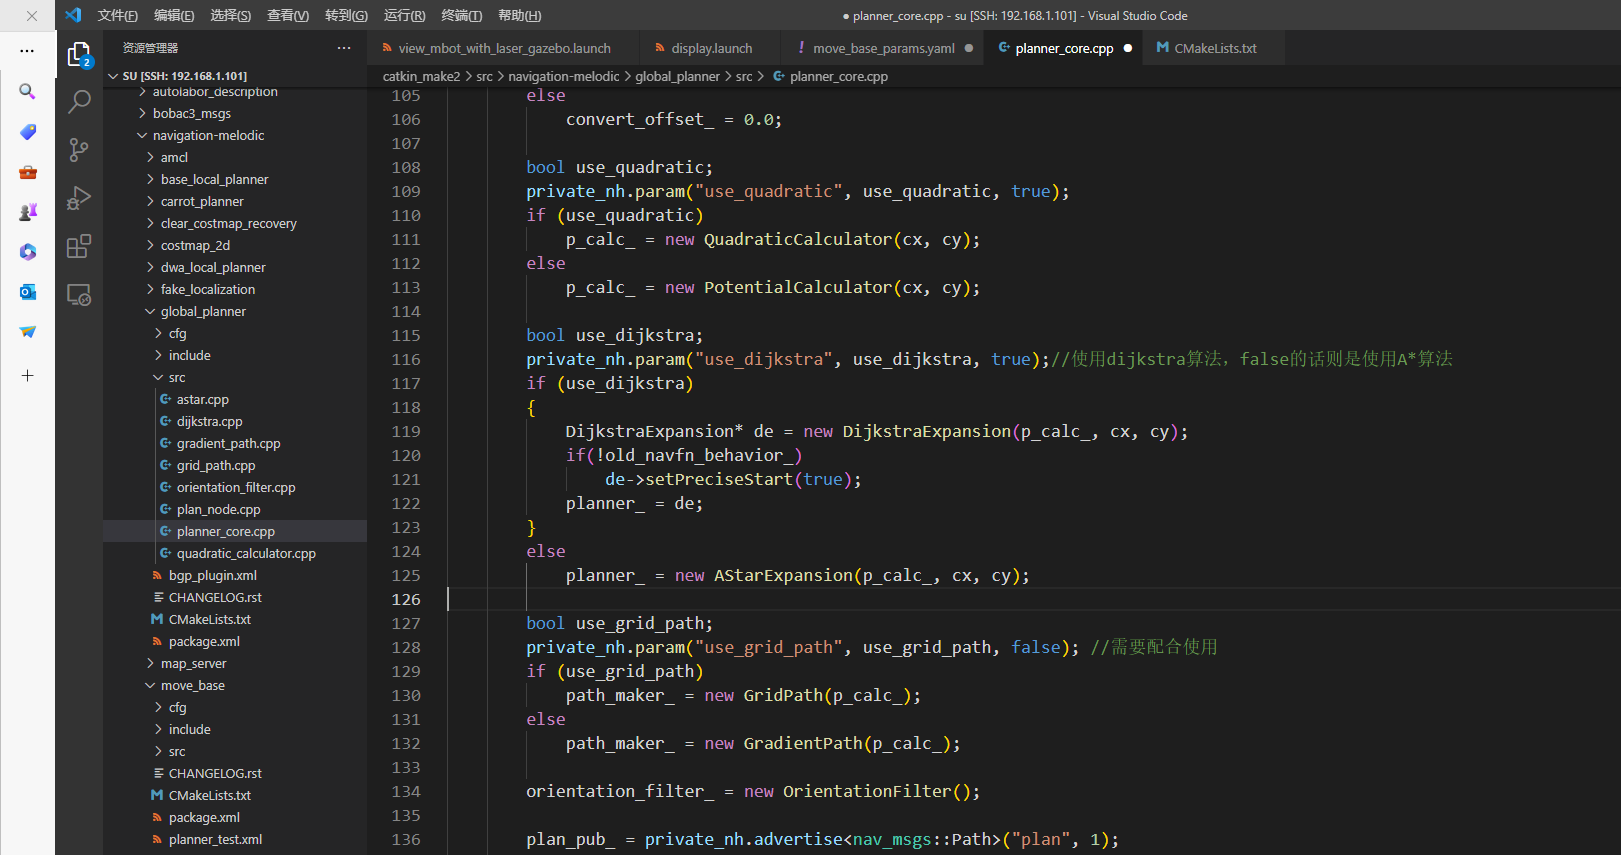 文件(F) 编辑(E) 选择(S) 查看(V) 转到(G) 运行(R) 终端(T) 帮助(H)
● planner_core.cpp - su [SSH: 192.168.1.101] - Visual Studio Code
资源管理器
2
SU [SSH: 192.168.1.101]
autolabor_description
bobac3_msgs
navigation-melodic
amcl
base_local_planner
carrot_planner
clear_costmap_recovery
costmap_2d
dwa_local_planner
fake_localization
global_planner
cfg
include
src
astar.cpp
dijkstra.cpp
gradient_path.cpp
grid_path.cpp
orientation_filter.cpp
plan_node.cpp
planner_core.cpp
quadratic_calculator.cpp
bgp_plugin.xml
CHANGELOG.rst
CMakeLists.txt
package.xml
map_server
move_base
cfg
include
src
CHANGELOG.rst
CMakeLists.txt
package.xml
planner_test.xml
view_mbot_with_laser_gazebo.launch display.launch ! move_base_params.yaml ● planner_core.cpp ● CMakeLists.txt
catkin_make2 > src > navigation-melodic > global_planner > src > planner_core.cpp
105 else
106 convert_offset_ = 0.0;
107
108 bool use_quadratic;
109 private_nh.param("use_quadratic", use_quadratic, true);
110 if (use_quadratic)
111 p_calc_ = new QuadraticCalculator(cx, cy);
112 else
113 p_calc_ = new PotentialCalculator(cx, cy);
114
115 bool use_dijkstra;
116 private_nh.param("use_dijkstra", use_dijkstra, true);//使用dijkstra算法，false的话则是使用A*算法
117 if (use_dijkstra)
118 {
119 DijkstraExpansion* de = new DijkstraExpansion(p_calc_, cx, cy);
120 if(!old_navfn_behavior_)
121 de->setPreciseStart(true);
122 planner_ = de;
123 }
124 else
125 planner_ = new AStarExpansion(p_calc_, cx, cy);
126
127 bool use_grid_path;
128 private_nh.param("use_grid_path", use_grid_path, false); //需要配合使用
129 if (use_grid_path)
130 path_maker_ = new GridPath(p_calc_);
131 else
132 path_maker_ = new GradientPath(p_calc_);
133
134 orientation_filter_ = new OrientationFilter();
135
136 plan_pub_ = private_nh.advertise<nav_msgs::Path>("plan", 1);